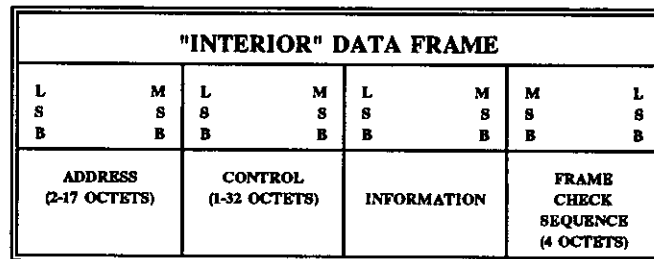 "INTERIOR" DATA FRAME
L M L M L M M L
S S S S S S S S
B B B B B B B B
ADDRESS
(2-17 OCTETS)
CONTROL
(1-32 OCTETS)
INFORMATION
FRAME
CHECK
SEQUENCE
(4 OCTETS)